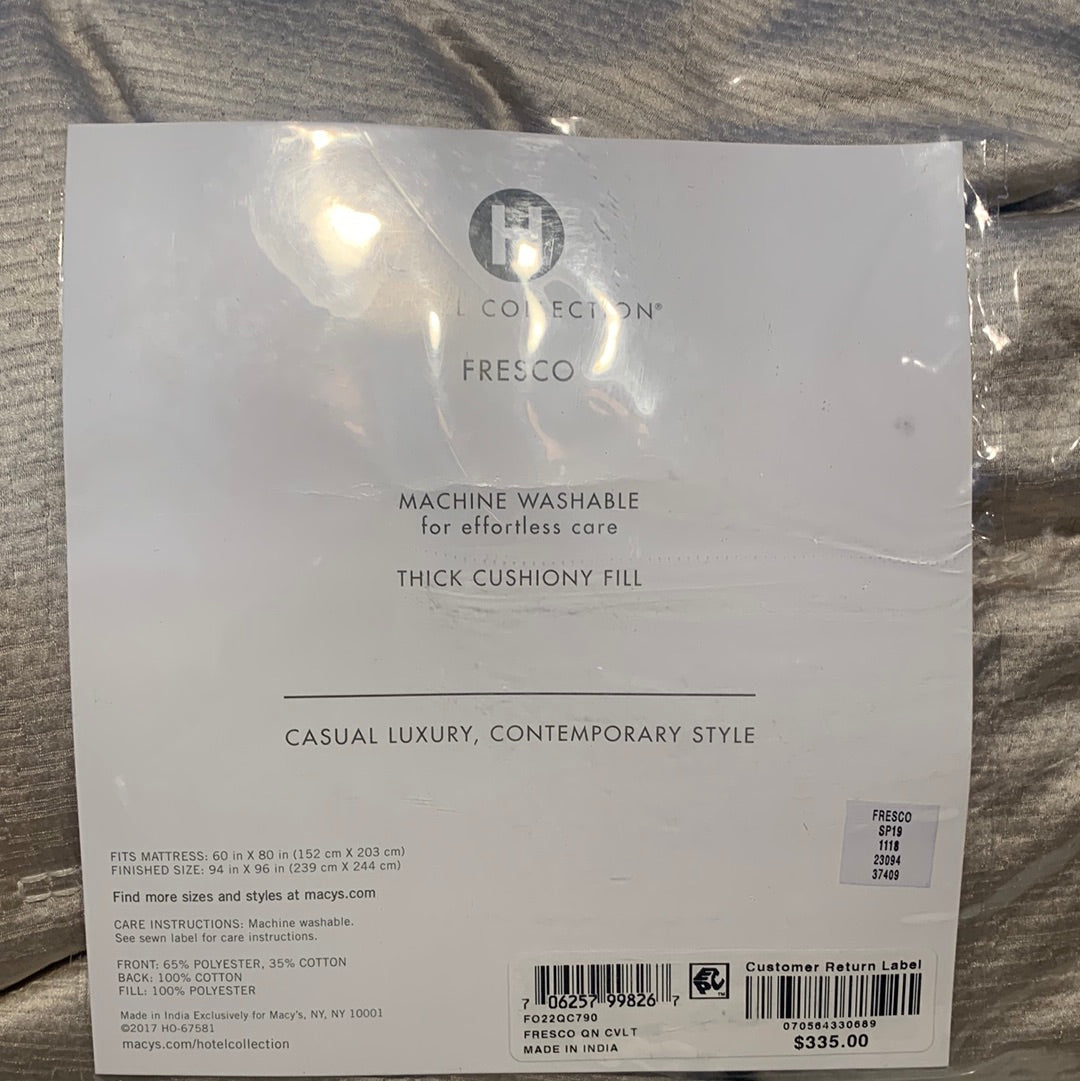 H
L COLLECTION®
FRESCO
MACHINE WASHABLE
for effortless care
THICK CUSHIONY FILL
CASUAL LUXURY, CONTEMPORARY STYLE
FITS MATTRESS: 60 in X 80 in (152 cm X 203 cm)
FINISHED SIZE: 94 in X 96 in (239 cm X 244 cm)
Find more sizes and styles at macys.com
CARE INSTRUCTIONS: Machine washable.
See sewn label for care instructions.
FRONT: 65% POLYESTER, 35% COTTON
BACK: 100% COTTON
FILL: 100% POLYESTER
Made in India Exclusively for Macy's, NY, NY 10001
©2017 HO-67581
macys.com/hotelcollection
FRESCO
SP19
1118
23094
37409
7 06257 99826 7
FO22QC790
FRESCO QN CVLT
MADE IN INDIA
EPC™
Customer Return Label
070564330689
$335.00